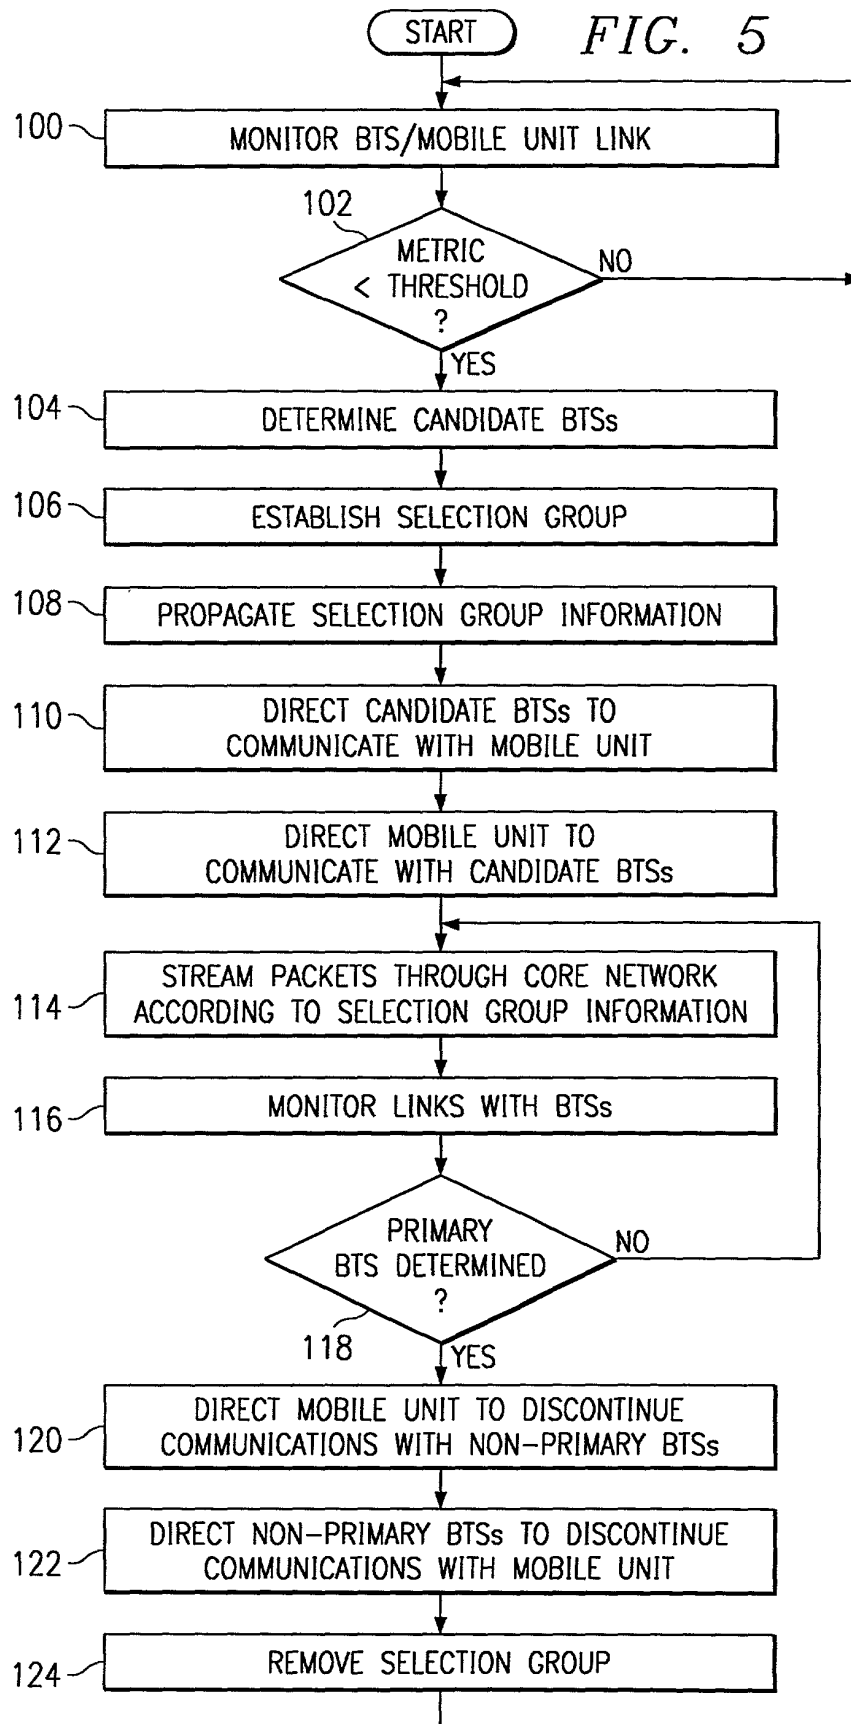 START
FIG. 5
100
MONITOR BTS/MOBILE UNIT LINK
102
METRIC
< THRESHOLD
?
NO
YES
104
DETERMINE CANDIDATE BTSs
106
ESTABLISH SELECTION GROUP
108
PROPAGATE SELECTION GROUP INFORMATION
110
DIRECT CANDIDATE BTSs TO
COMMUNICATE WITH MOBILE UNIT
112
DIRECT MOBILE UNIT TO
COMMUNICATE WITH CANDIDATE BTSs
114
STREAM PACKETS THROUGH CORE NETWORK
ACCORDING TO SELECTION GROUP INFORMATION
116
MONITOR LINKS WITH BTSs
PRIMARY
BTS DETERMINED
?
NO
118
YES
120
DIRECT MOBILE UNIT TO DISCONTINUE
COMMUNICATIONS WITH NON-PRIMARY BTSs
122
DIRECT NON-PRIMARY BTSs TO DISCONTINUE
COMMUNICATIONS WITH MOBILE UNIT
124
REMOVE SELECTION GROUP